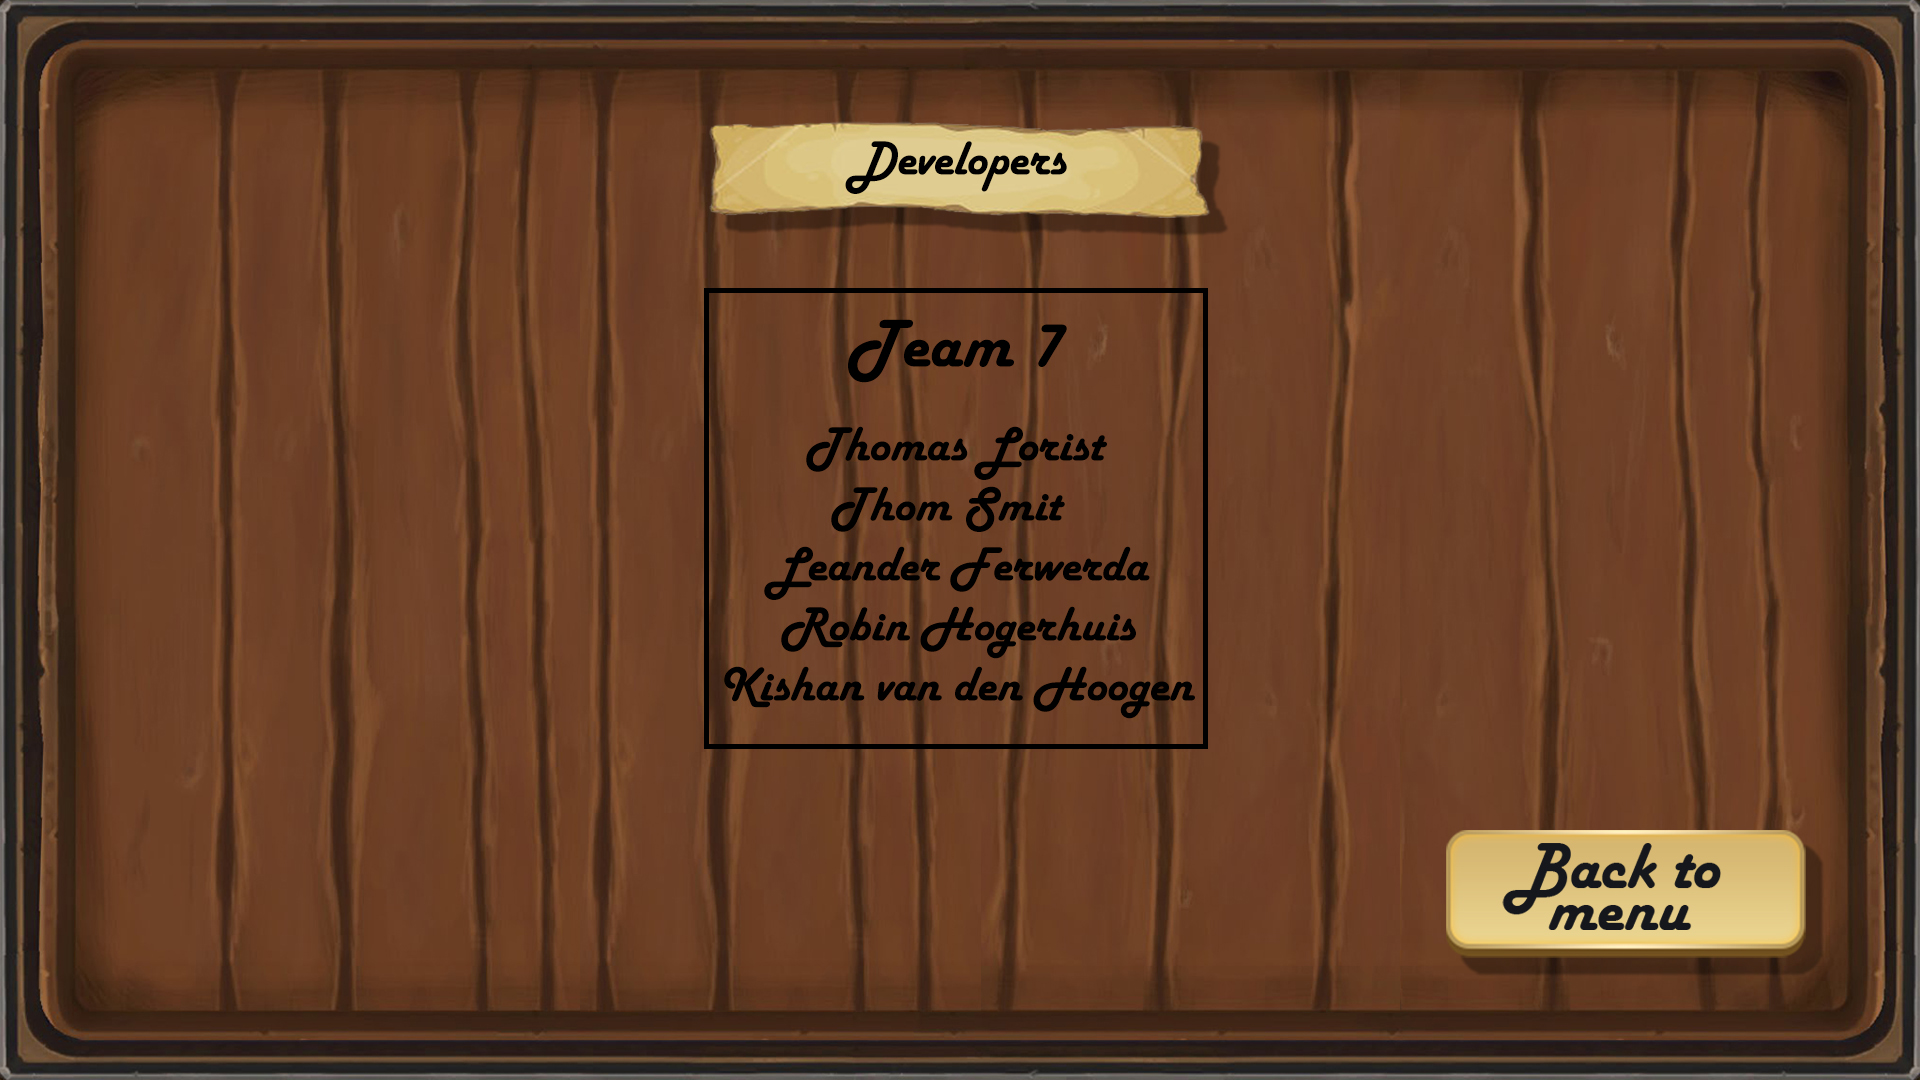 Developers
Team 7
Thomas Lorist
Thom Smit
Leander Ferwerda
Robin Hogerhuis
Kishan van den Hoogen
Back to
menu